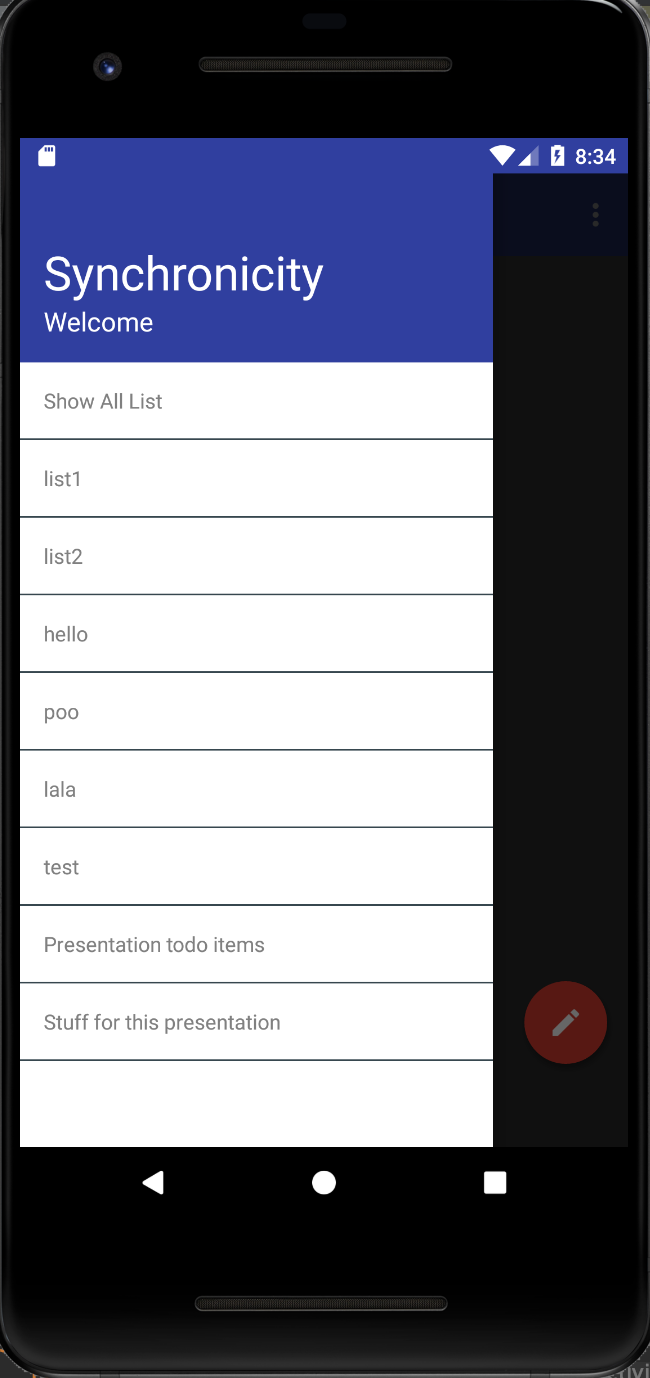 8:34
Synchronicity
Welcome
Show All List
list1
list2
hello
poo
lala
test
Presentation todo items
Stuff for this presentation